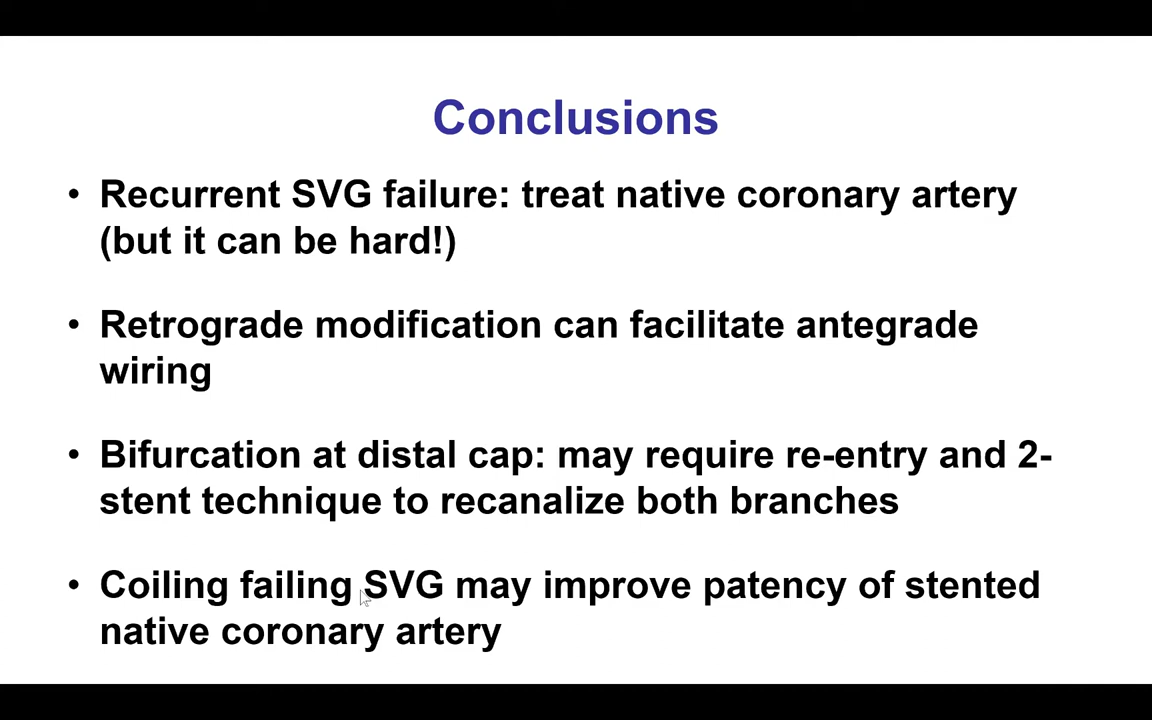 Conclusions
• Recurrent SVG failure: treat native coronary artery
(but it can be hard!)
• Retrograde modification can facilitate antegrade
wiring
• Bifurcation at distal cap: may require re-entry and 2-
stent technique to recanalize both branches
• Coiling failing SVG may improve patency of stented
native coronary artery